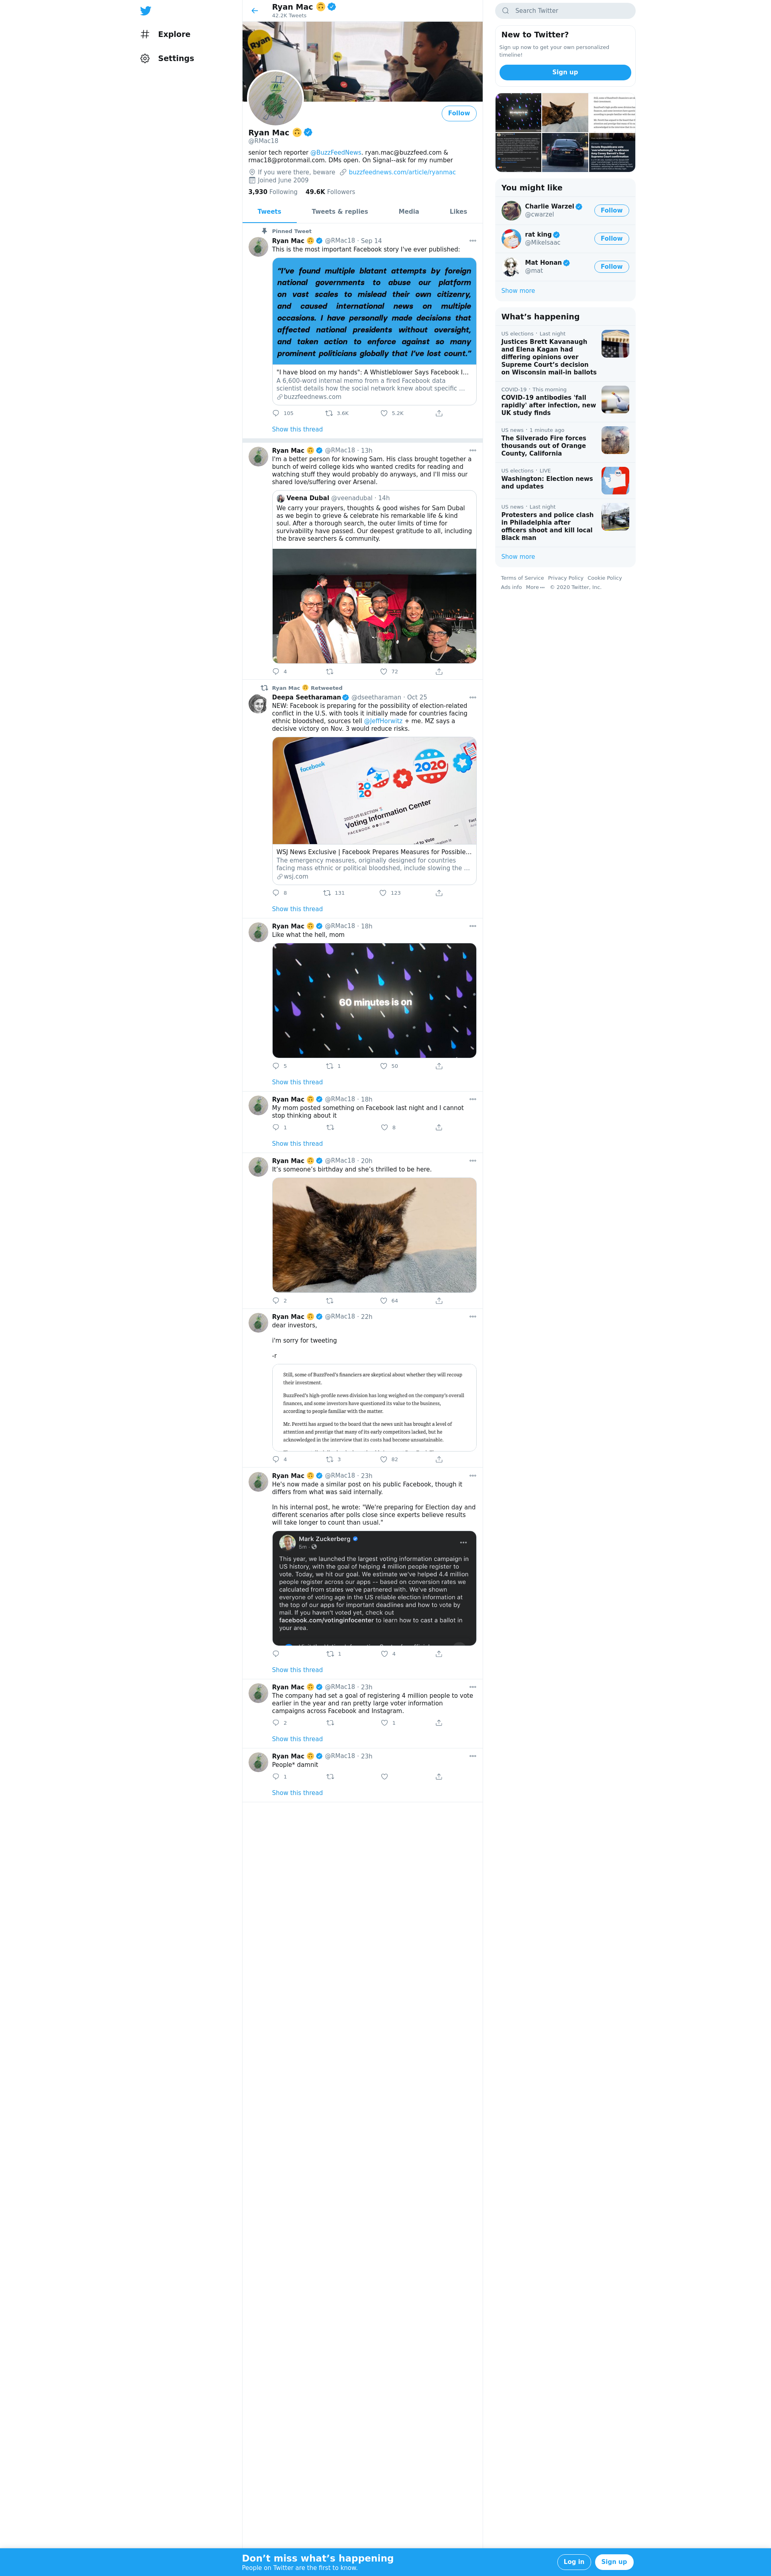 Explore
Settings
Ryan Mac 🙃
42.2K Tweets
Ryan
Follow
Ryan Mac 🙃
@RMac18
senior tech reporter @BuzzFeedNews. ryan.mac@buzzfeed.com &
rmac18@protonmail.com. DMs open. On Signal--ask for my number
If you were there, beware buzzfeednews.com/article/ryanmac
Joined June 2009
3,930 Following 49.6K Followers
Tweets Tweets & replies Media Likes
Pinned Tweet
Ryan Mac 🙃 @RMac18 · Sep 14
This is the most important Facebook story I've ever published:
"I've found multiple blatant attempts by foreign
national governments to abuse our platform
on vast scales to mislead their own citizenry,
and caused international news on multiple
occasions. I have personally made decisions that
affected national presidents without oversight,
and taken action to enforce against so many
prominent politicians globally that I've lost count."
"I have blood on my hands": A Whistleblower Says Facebook I...
A 6,600-word internal memo from a fired Facebook data
scientist details how the social network knew about specific ...
buzzfeednews.com
105 3.6K 5.2K
Show this thread
Ryan Mac 🙃 @RMac18 · 13h
I'm a better person for knowing Sam. His class brought together a
bunch of weird college kids who wanted credits for reading and
watching stuff they would probably do anyways, and I'll miss our
shared love/suffering over Arsenal.
Veena Dubal @veenadubal · 14h
We carry your prayers, thoughts & good wishes for Sam Dubal
as we begin to grieve & celebrate his remarkable life & kind
soul. After a thorough search, the outer limits of time for
survivability have passed. Our deepest gratitude to all, including
the brave searchers & community.
4 72
Ryan Mac 🙃 Retweeted
Deepa Seetharaman @dseetharaman · Oct 25
NEW: Facebook is preparing for the possibility of election-related
conflict in the U.S. with tools it initially made for countries facing
ethnic bloodshed, sources tell @JeffHorwitz + me. MZ says a
decisive victory on Nov. 3 would reduce risks.
facebook
2020
2020
2020 US ELECTION
Voting Information Center
FACEBOOK
WSJ News Exclusive | Facebook Prepares Measures for Possible...
The emergency measures, originally designed for countries
facing mass ethnic or political bloodshed, include slowing the ...
wsj.com
8 131 123
Show this thread
Ryan Mac 🙃 @RMac18 · 18h
Like what the hell, mom
60 minutes is on
5 1 50
Show this thread
Ryan Mac 🙃 @RMac18 · 18h
My mom posted something on Facebook last night and I cannot
stop thinking about it
1 8
Show this thread
Ryan Mac 🙃 @RMac18 · 20h
It's someone's birthday and she's thrilled to be here.
2 64
Ryan Mac 🙃 @RMac18 · 22h
dear investors,
i'm sorry for tweeting
-r
Still, some of BuzzFeed's financiers are skeptical about whether they will recoup
their investment.
BuzzFeed's high-profile news division has long weighed on the company's overall
finances, and some investors have questioned its value to the business,
according to people familiar with the matter.
Mr. Peretti has argued to the board that the news unit has brought a level of
attention and prestige that many of its early competitors lacked, but he
acknowledged in the interview that its costs had become unsustainable.
4 3 82
Ryan Mac 🙃 @RMac18 · 23h
He's now made a similar post on his public Facebook, though it
differs from what was said internally.
In his internal post, he wrote: "We're preparing for Election day and
different scenarios after polls close since experts believe results
will take longer to count than usual."
Mark Zuckerberg
5m ·
This year, we launched the largest voting information campaign in
US history, with the goal of helping 4 million people register to
vote. Today, we hit our goal. We estimate we've helped 4.4 million
people register across our apps -- based on conversion rates we
calculated from states we've partnered with. We've shown
everyone of voting age in the US reliable election information at
the top of our apps for important deadlines and how to vote by
mail. If you haven't voted yet, check out
facebook.com/votinginfocenter to learn how to cast a ballot in
your area.
1 4
Show this thread
Ryan Mac 🙃 @RMac18 · 23h
The company had set a goal of registering 4 million people to vote
earlier in the year and ran pretty large voter information
campaigns across Facebook and Instagram.
2 1
Show this thread
Ryan Mac 🙃 @RMac18 · 23h
People* damnit
1
Show this thread
Search Twitter
New to Twitter?
Sign up now to get your own personalized
timeline!
Sign up
You might like
Charlie Warzel
@cwarzel
Follow
rat king
@MikeIsaac
Follow
Mat Honan
@mat
Follow
Show more
What's happening
US elections · Last night
Justices Brett Kavanaugh
and Elena Kagan had
differing opinions over
Supreme Court's decision
on Wisconsin mail-in ballots
COVID-19 · This morning
COVID-19 antibodies 'fall
rapidly' after infection, new
UK study finds
US news · 1 minute ago
The Silverado Fire forces
thousands out of Orange
County, California
US elections · LIVE
Washington: Election news
and updates
US news · Last night
Protesters and police clash
in Philadelphia after
officers shoot and kill local
Black man
Show more
Terms of Service Privacy Policy Cookie Policy
Ads info More © 2020 Twitter, Inc.
Don't miss what's happening
People on Twitter are the first to know.
Log in
Sign up